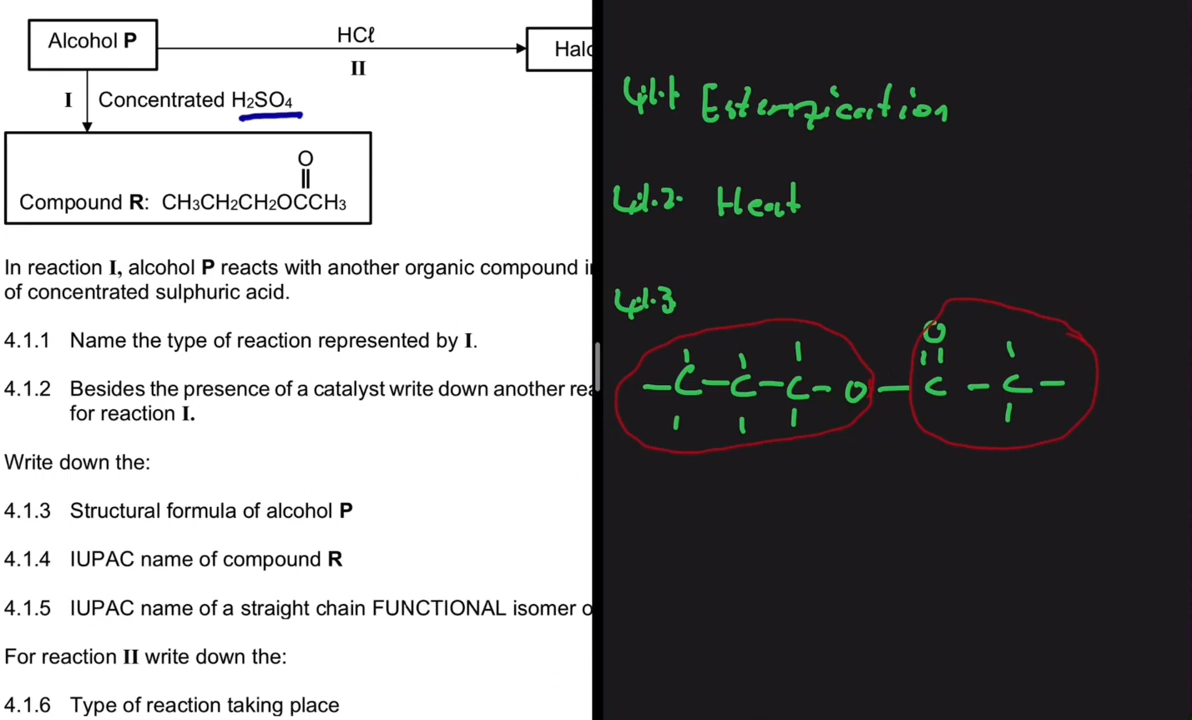 Alcohol P
HCℓ
Halo
II
I Concentrated H2SO4
O
Compound R: CH3CH2CH2OCCH3
In reaction I, alcohol P reacts with another organic compound i
of concentrated sulphuric acid.
4.1.1 Name the type of reaction represented by I.
4.1.2 Besides the presence of a catalyst write down another rea
for reaction I.
Write down the:
4.1.3 Structural formula of alcohol P
4.1.4 IUPAC name of compound R
4.1.5 IUPAC name of a straight chain FUNCTIONAL isomer o
For reaction II write down the:
4.1.6 Type of reaction taking place
4.1.1 Esterification
4.1.2. Heat
4.1.3
O
C-C-C-O-C-C-